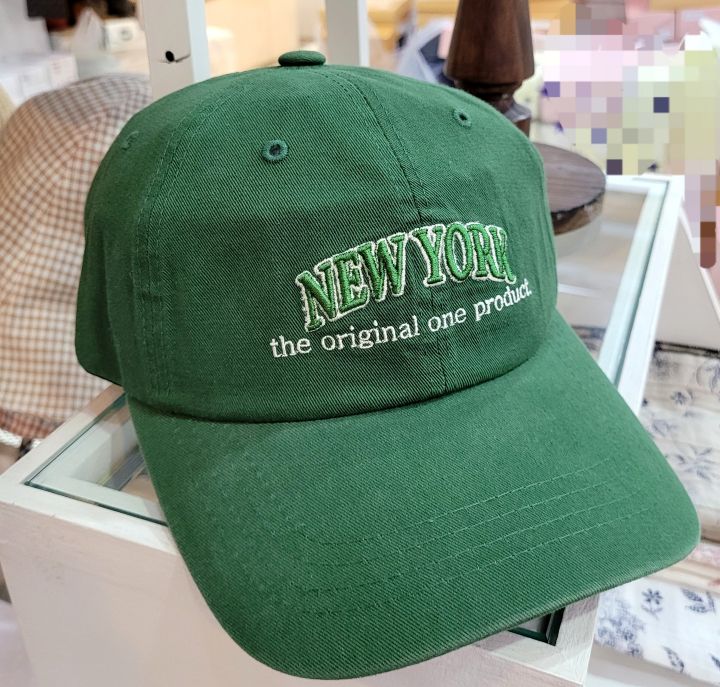 NEW YORK
the original one product.